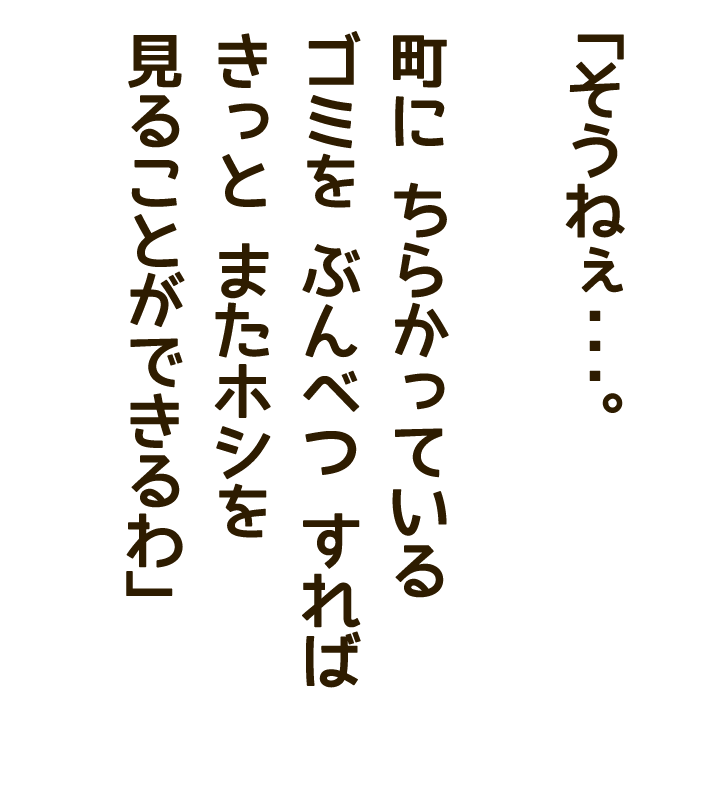 「そうねぇ・・・。
町に ちらかっている
ゴミを ぶんべつ すれば
きっと またホシを
見ることができるわ」